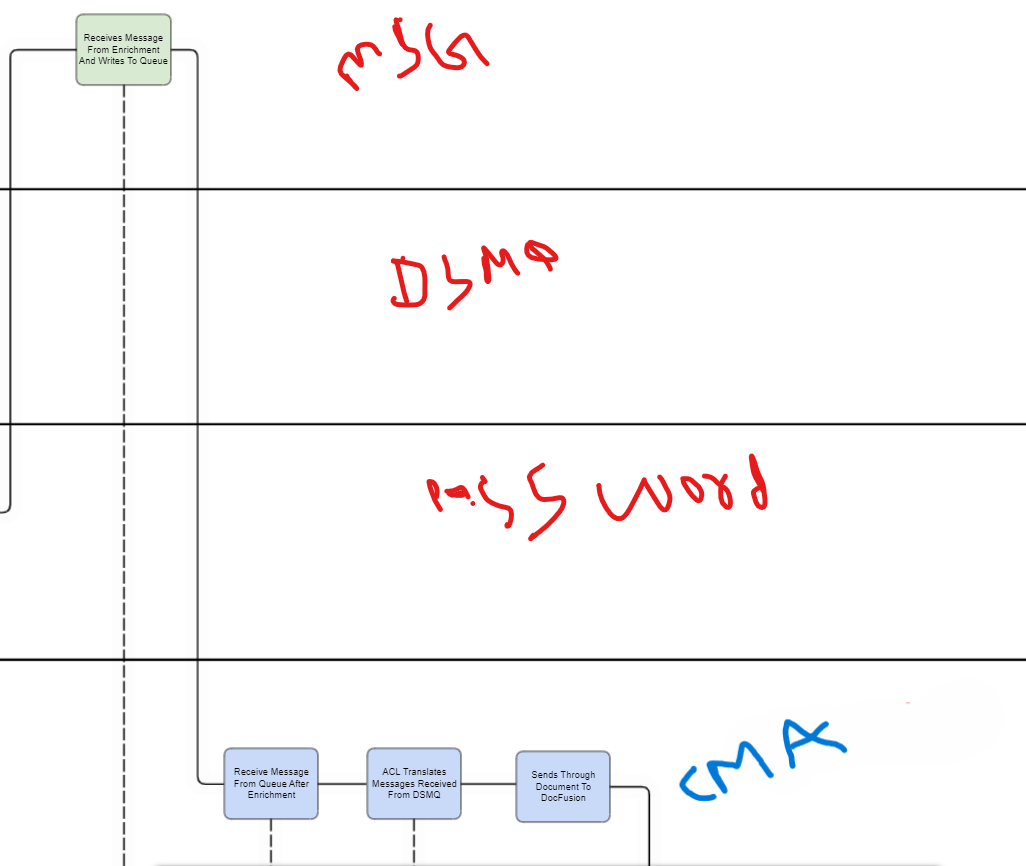 Receives Message
From Enrichment
And Writes To Queue
MSG
DSMQ
PASS word
CMA
Receive Message
From Queue After
Enrichment
ACL Translates
Messages Received
From DSMQ
Sends Through
Document To
DocFusion